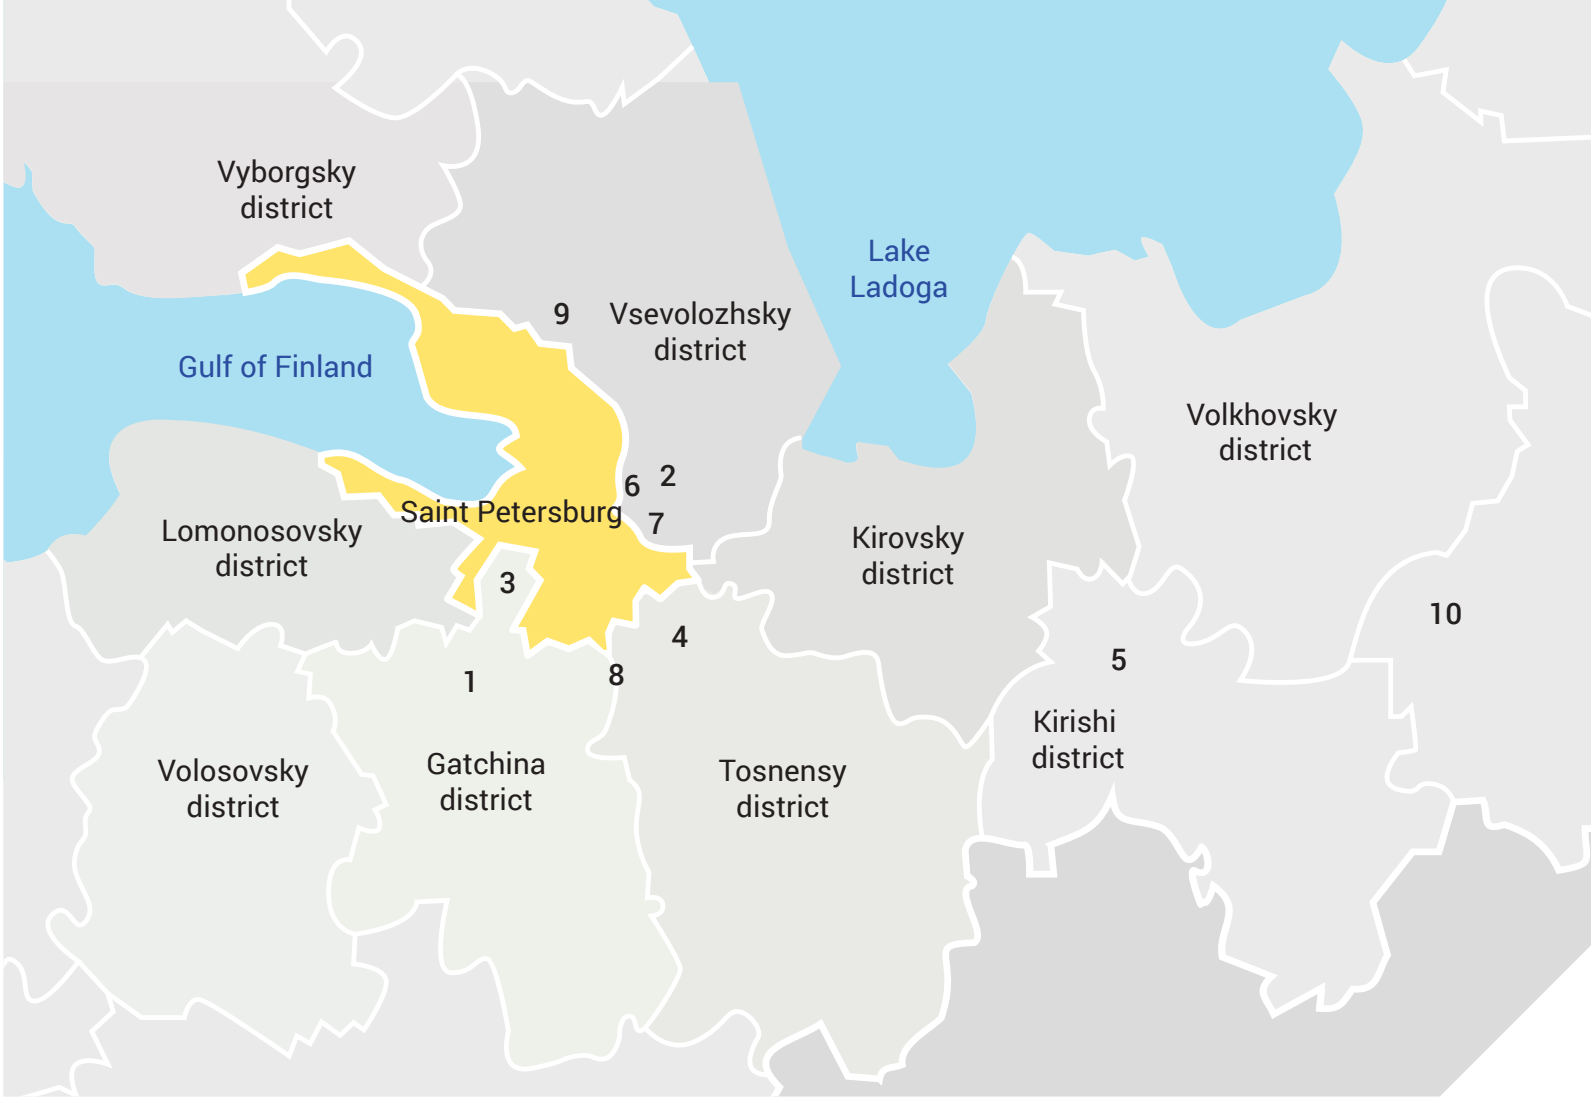 Vyborgsky
district
Lake
Ladoga
9
Vsevolozhsky
district
Gulf of Finland
Volkhovsky
district
2
6
Saint Petersburg
7
Lomonosovsky
district
Kirovsky
district
3
10
4
5
8
1
Kirishi
district
Volosovsky
district
Gatchina
district
Tosnensy
district